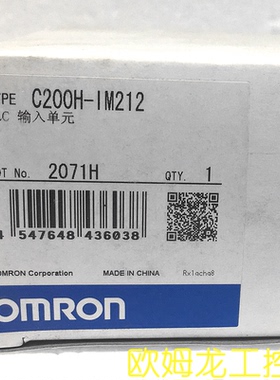 YPE C200H-IM212
C 输入单元
OT No. 2071H QTY. 1
4 547648 436038
OMRON Corporation MADE IN CHINA Rx1acha8
OMRON
欧姆龙工控